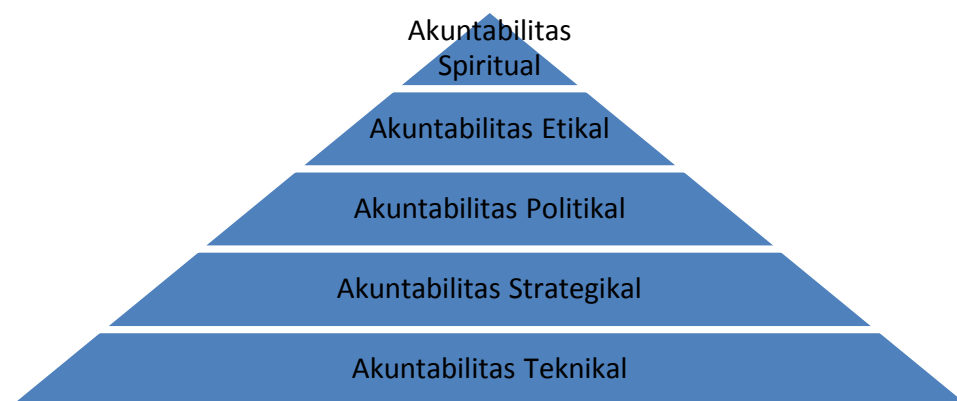 Akuntabilitas
Spiritual
Akuntabilitas Etikal
Akuntabilitas Politikal
Akuntabilitas Strategikal
Akuntabilitas Teknikal